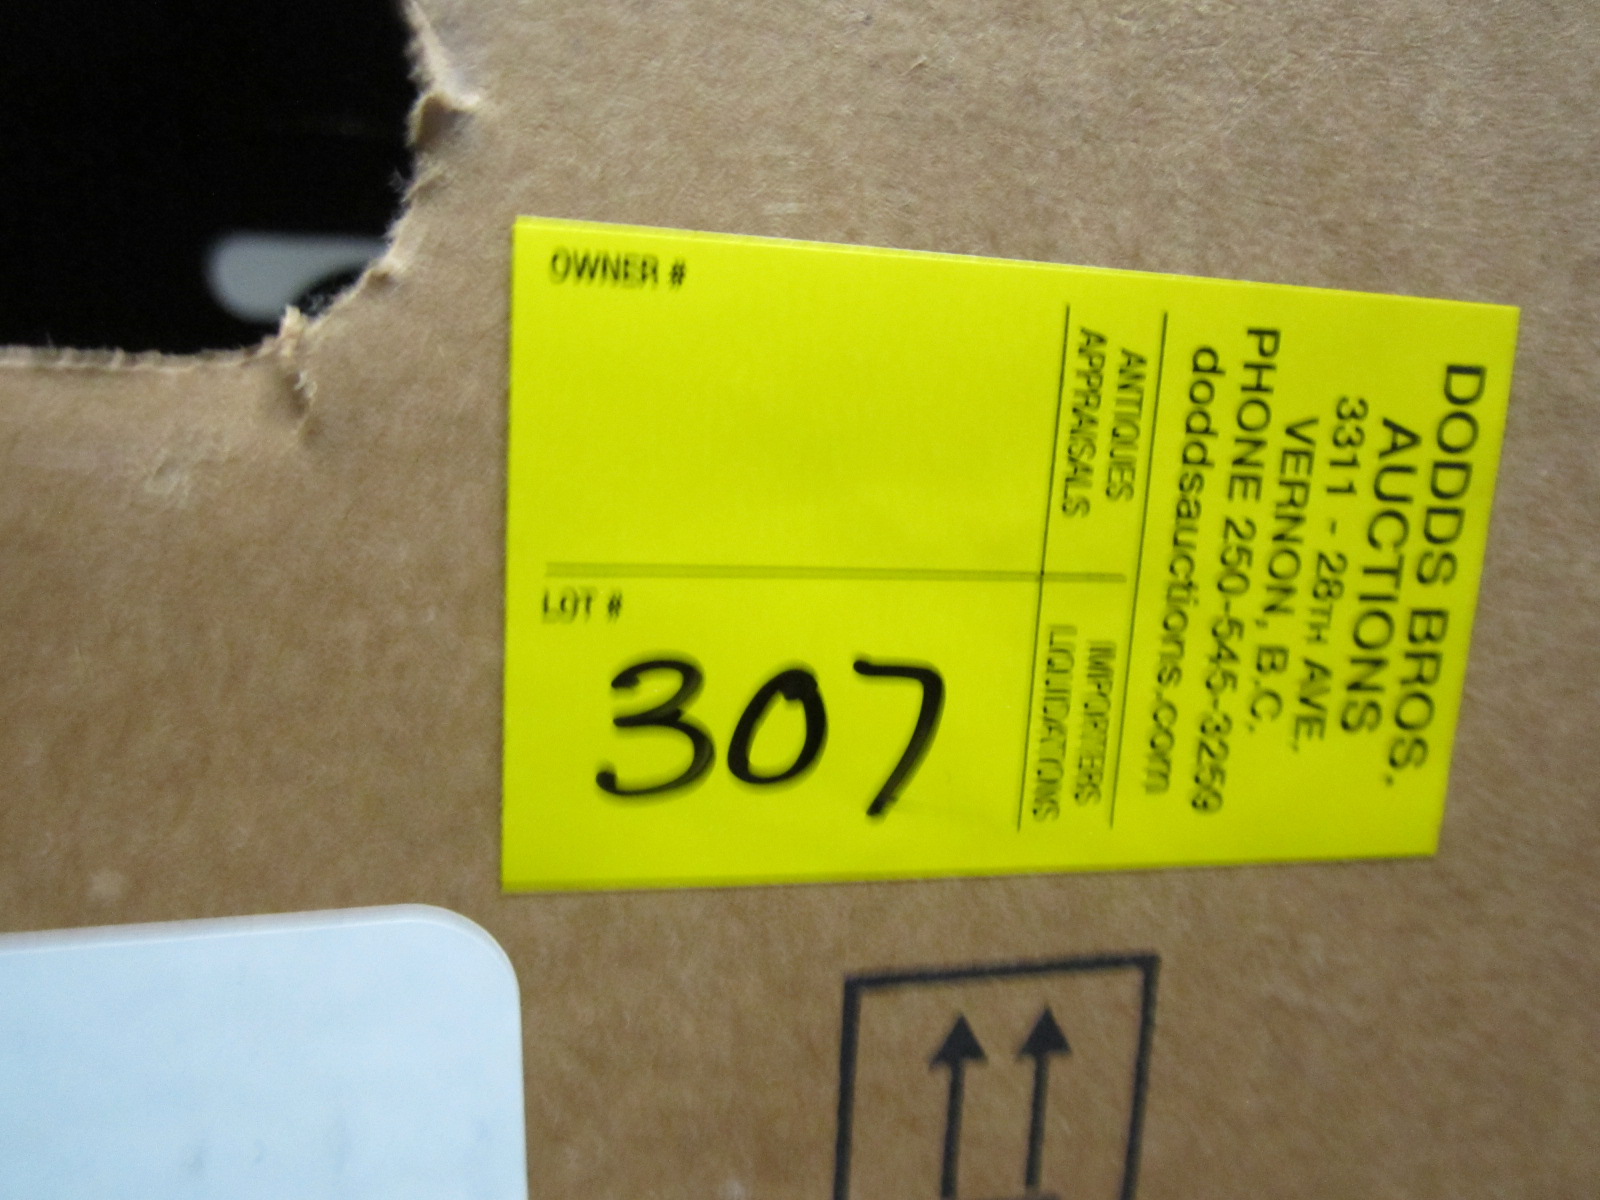 DODDS BROS.
AUCTIONS
3311 - 28TH AVE.
VERNON, B.C.
PHONE 250-545-3259
doddsauctions.com
ANTIQUES
APPRAISALS
IMPORTERS
LIQUIDATIONS
OWNER #
LOT #
307